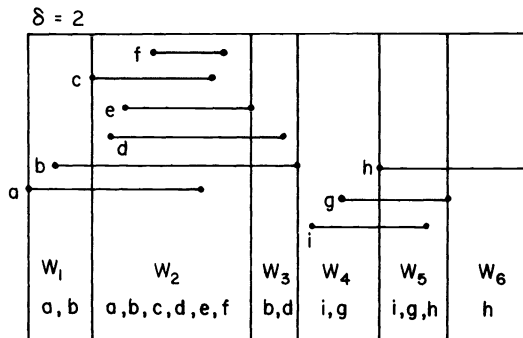 δ = 2
f
c
e
d
b
h
a
g
i
W₁ W₂ W₃ W₄ W₅ W₆
a, b a, b, c, d, e, f b, d i, g i, g, h h